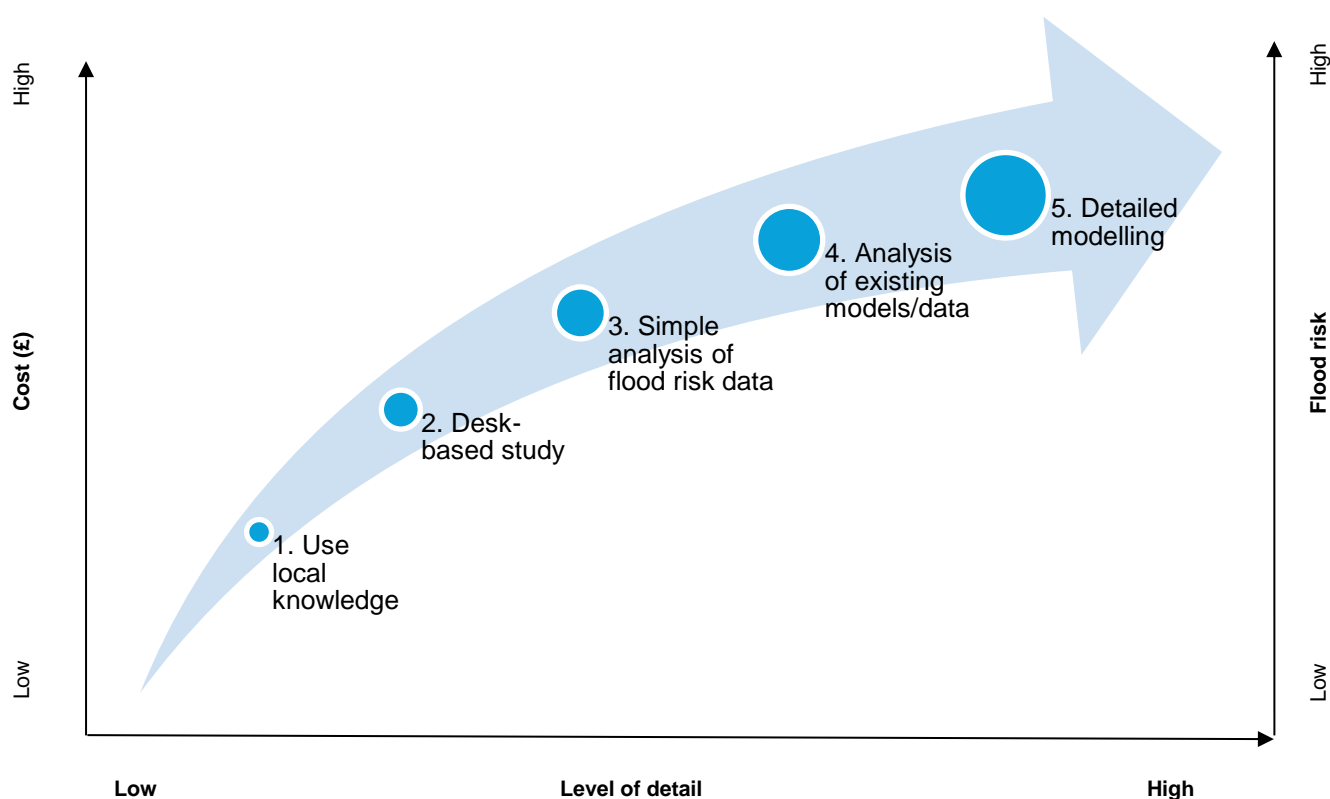 High
High
5. Detailed
modelling
4. Analysis
of existing
models/data
3. Simple
analysis of
flood risk data
Cost (£)
Flood risk
2. Desk-
based study
1. Use
local
knowledge
Low
Low
Low
Level of detail
High